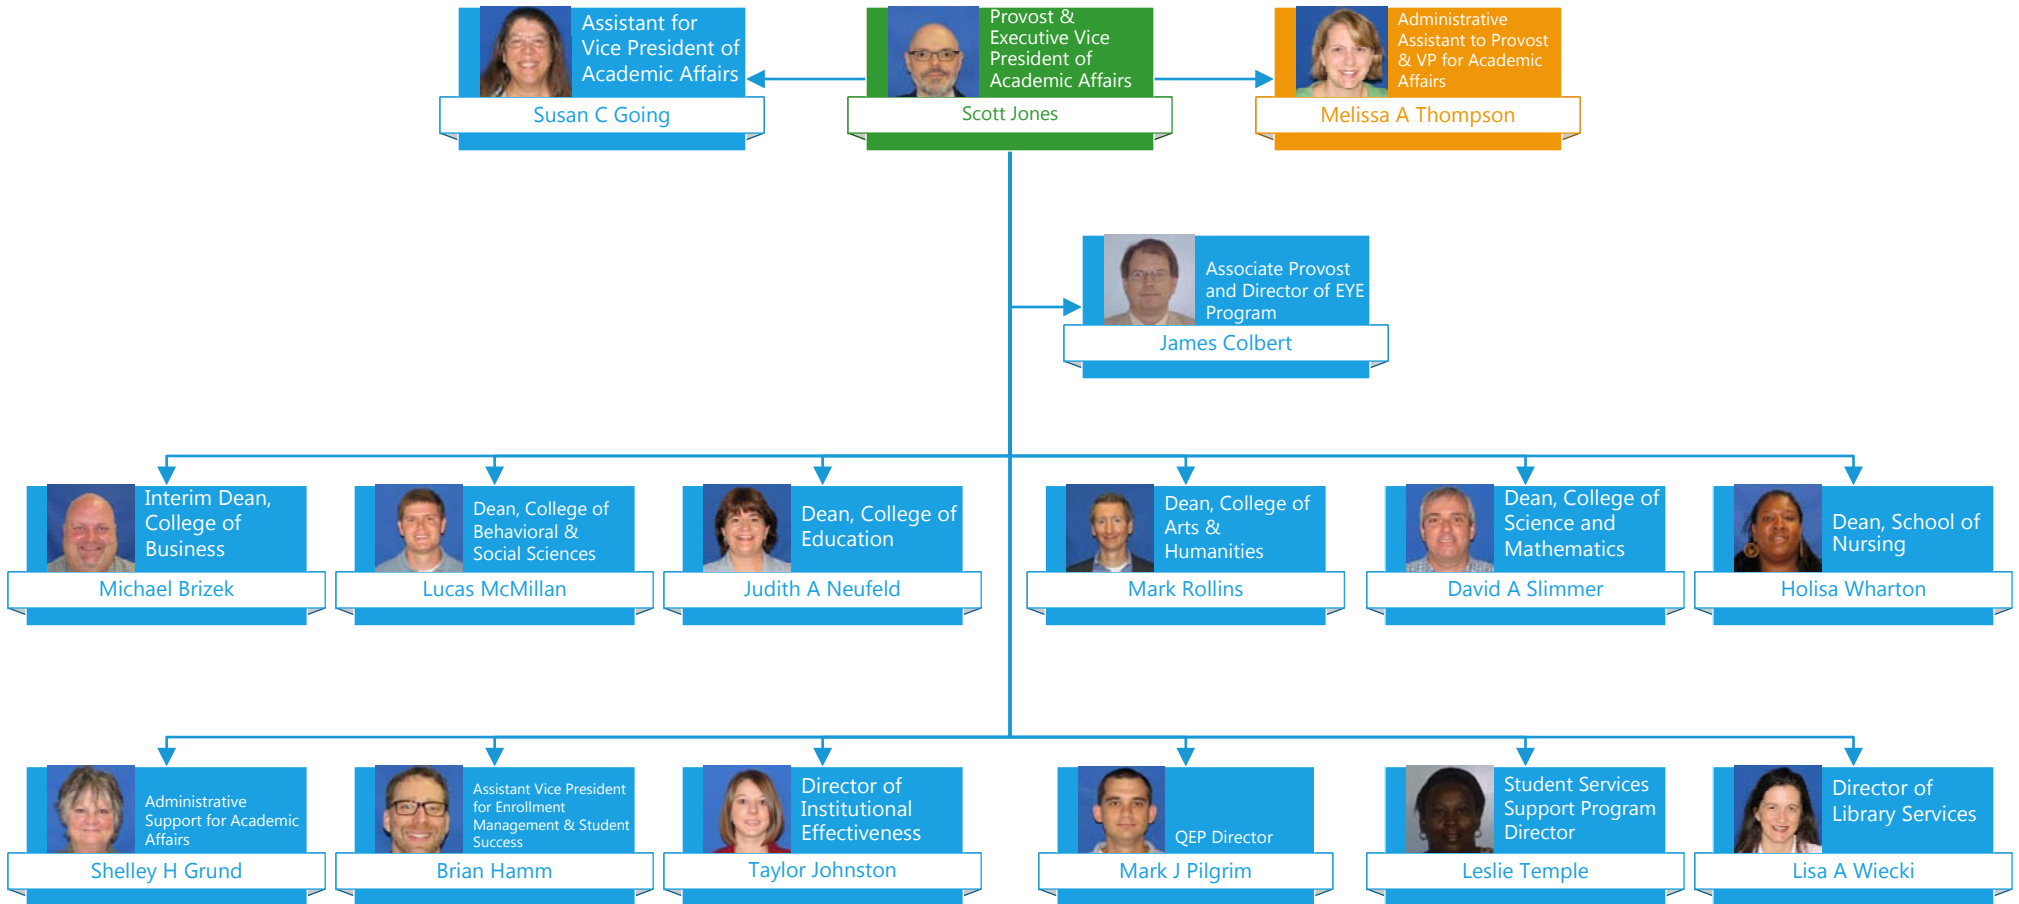 Assistant for
Vice President of
Academic Affairs
Susan C Going
Provost &
Executive Vice
President of
Academic Affairs
Scott Jones
Administrative
Assistant to Provost
& VP for Academic
Affairs
Melissa A Thompson
Associate Provost
and Director of EYE
Program
James Colbert
Interim Dean,
College of
Business
Michael Brizek
Dean, College of
Behavioral &
Social Sciences
Lucas McMillan
Dean, College of
Education
Judith A Neufeld
Dean, College of
Arts &
Humanities
Mark Rollins
Dean, College of
Science and
Mathematics
David A Slimmer
Dean, School of
Nursing
Holisa Wharton
Administrative
Support for Academic
Affairs
Shelley H Grund
Assistant Vice President
for Enrollment
Management & Student
Success
Brian Hamm
Director of
Institutional
Effectiveness
Taylor Johnston
QEP Director
Mark J Pilgrim
Student Services
Support Program
Director
Leslie Temple
Director of
Library Services
Lisa A Wiecki